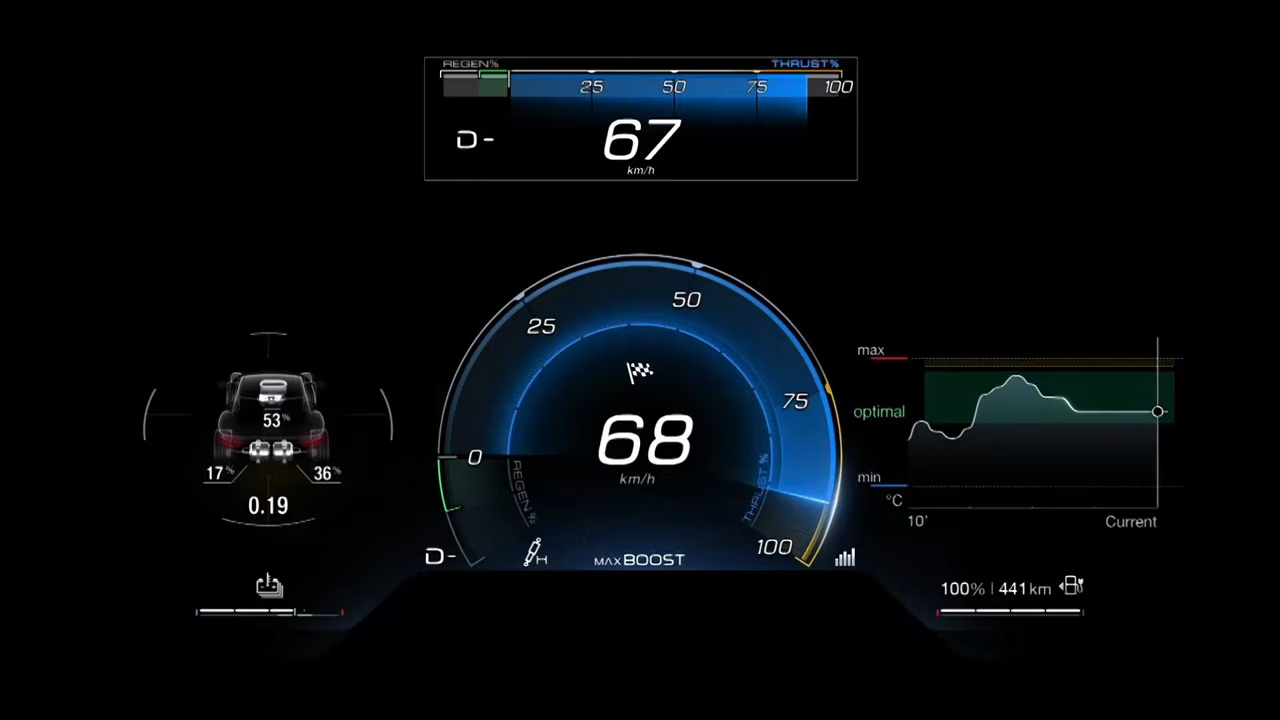 REGEN% THRUST%
25 50 75 100
D-
67
km/h
50
25
75
0
68
km/h
REGEN %
THRUST %
100
D-
H
MAX BOOST
53%
17% 36%
0.19
max
optimal
min
°C
10' Current
100% | 441 km